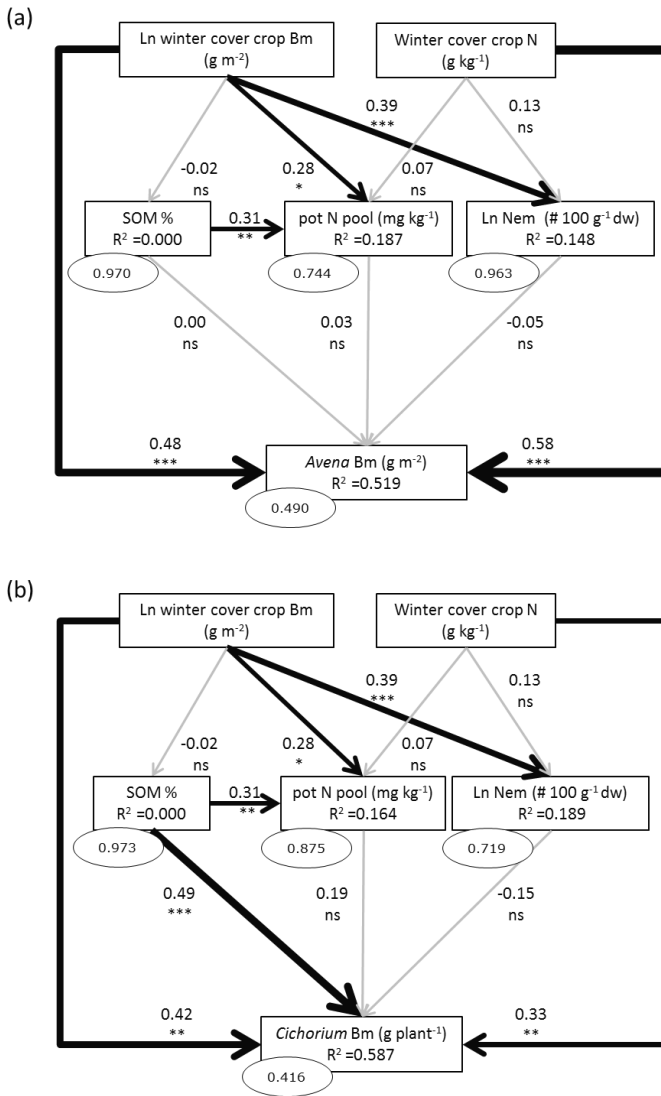 (a)
Ln winter cover crop Bm
(g m⁻²)
Winter cover crop N
(g kg⁻¹)
0.39
***
0.13
ns
-0.02
ns
0.28
*
0.07
ns
SOM %
R² =0.000
0.31
**
pot N pool (mg kg⁻¹)
R² =0.187
Ln Nem (# 100 g⁻¹ dw)
R² =0.148
0.970
0.744
0.963
0.00
ns
0.03
ns
-0.05
ns
0.48
***
Avena Bm (g m⁻²)
R² =0.519
0.58
***
0.490
(b)
Ln winter cover crop Bm
(g m⁻²)
Winter cover crop N
(g kg⁻¹)
0.39
***
0.13
ns
-0.02
ns
0.28
*
0.07
ns
SOM %
R² =0.000
0.31
**
pot N pool (mg kg⁻¹)
R² =0.164
Ln Nem (# 100 g⁻¹ dw)
R² =0.189
0.973
0.875
0.719
0.49
***
0.19
ns
-0.15
ns
0.42
**
Cichorium Bm (g plant⁻¹)
R² =0.587
0.33
**
0.416